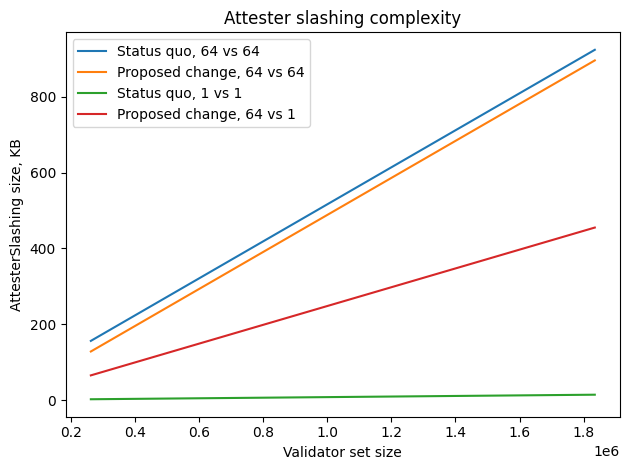 Attester slashing complexity
Status quo, 64 vs 64
Proposed change, 64 vs 64
Status quo, 1 vs 1
Proposed change, 64 vs 1
AttesterSlashing size, KB
800
600
400
200
0
0.2 0.4 0.6 0.8 1.0 1.2 1.4 1.6 1.8
1e6
Validator set size